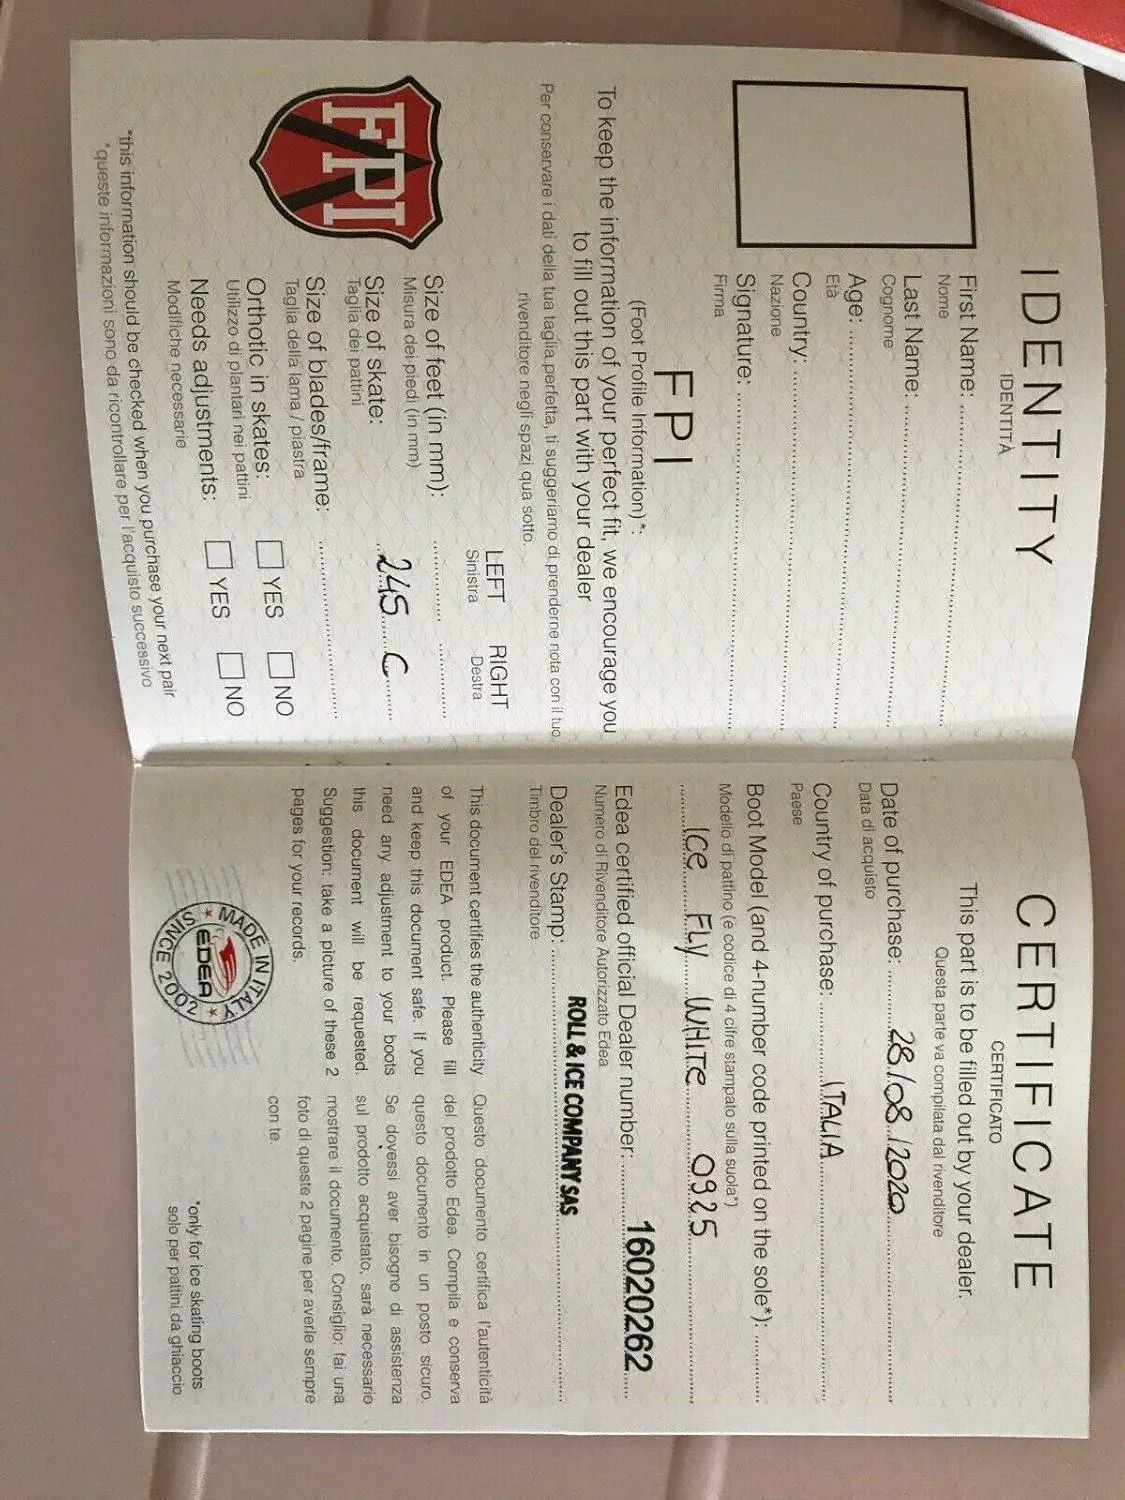 IDENTITY
IDENTITÀ
First Name:
Nome
Last Name:
Cognome
Age:
Età
Country:
Nazione
Signature:
Firma
FPI
(Foot Profile Information)*:
To keep the information of your perfect fit, we encourage you
to fill out this part with your dealer
Per conservare i dati della tua taglia perfetta, ti suggeriamo di prenderne nota con il tuo
rivenditore negli spazi qua sotto.
FPI
LEFT RIGHT
Sinistra Destra
Size of feet (in mm):
Misura dei piedi (in mm)
Size of skate: 245 C
Taglia dei pattini
Size of blades/frame:
Taglia della lama / piastra
Orthotic in skates: YES NO
Utilizzo di plantari nei pattini
Needs adjustments: YES NO
Modifiche necessarie
*this information should be checked when you purchase your next pair
*queste informazioni sono da ricontrollare per l'acquisto successivo
CERTIFICATE
CERTIFICATO
This part is to be filled out by your dealer.
Questa parte va compilata dal rivenditore
Date of purchase: 28/08/2020
Data di acquisto
Country of purchase: ITALIA
Paese
Boot Model (and 4-number code printed on the sole*):
Modello di pattino (e codice di 4 cifre stampato sulla suola*)
ICe FLy WHITe 0925
Edea certified official Dealer number: 16020262
Numero di Rivenditore Autorizzato Edea
Dealer's Stamp: ROLL & ICE COMPANY SAS
Timbro del rivenditore
This document certifies the authenticity
of your EDEA product. Please fill
and keep this document safe. If you
need any adjustment to your boots
this document will be requested.
Suggestion: take a picture of these 2
pages for your records.
Questo documento certifica l'autenticità
del prodotto Edea. Compila e conserva
questo documento in un posto sicuro.
Se dovessi aver bisogno di assistenza
sul prodotto acquistato, sarà necessario
mostrare il documento. Consiglio: fai una
foto di queste 2 pagine per averle sempre
con te.
MADE IN ITALY
EDEA
SINCE 2002
*only for ice skating boots
solo per pattini da ghiaccio